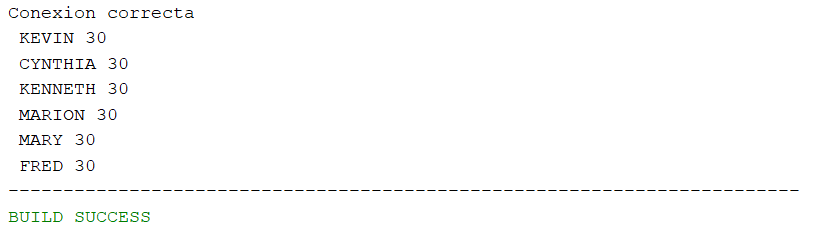 Conexion correcta
KEVIN 30
CYNTHIA 30
KENNETH 30
MARION 30
MARY 30
FRED 30
------------------------------------------------------------------------
BUILD SUCCESS